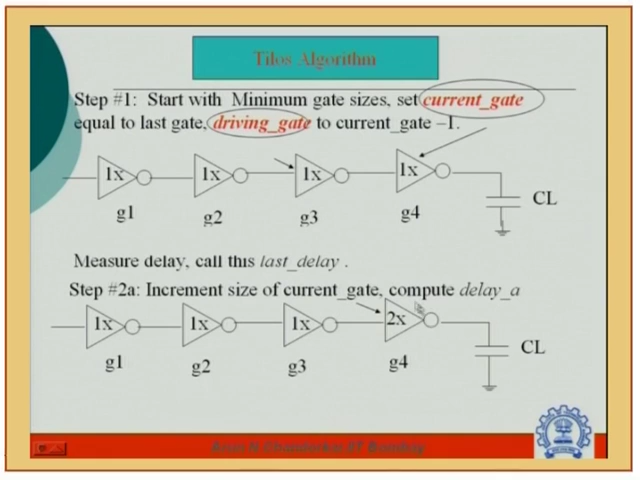 Tilos Algorithm
Step #1: Start with Minimum gate sizes, set current_gate
equal to last gate, driving_gate to current_gate –1.
1x 1x 1x 1x
CL
g1 g2 g3 g4
Measure delay, call this last_delay .
Step #2a: Increment size of current_gate, compute delay_a
1x 1x 1x 2x
CL
g1 g2 g3 g4
IIT Bombay